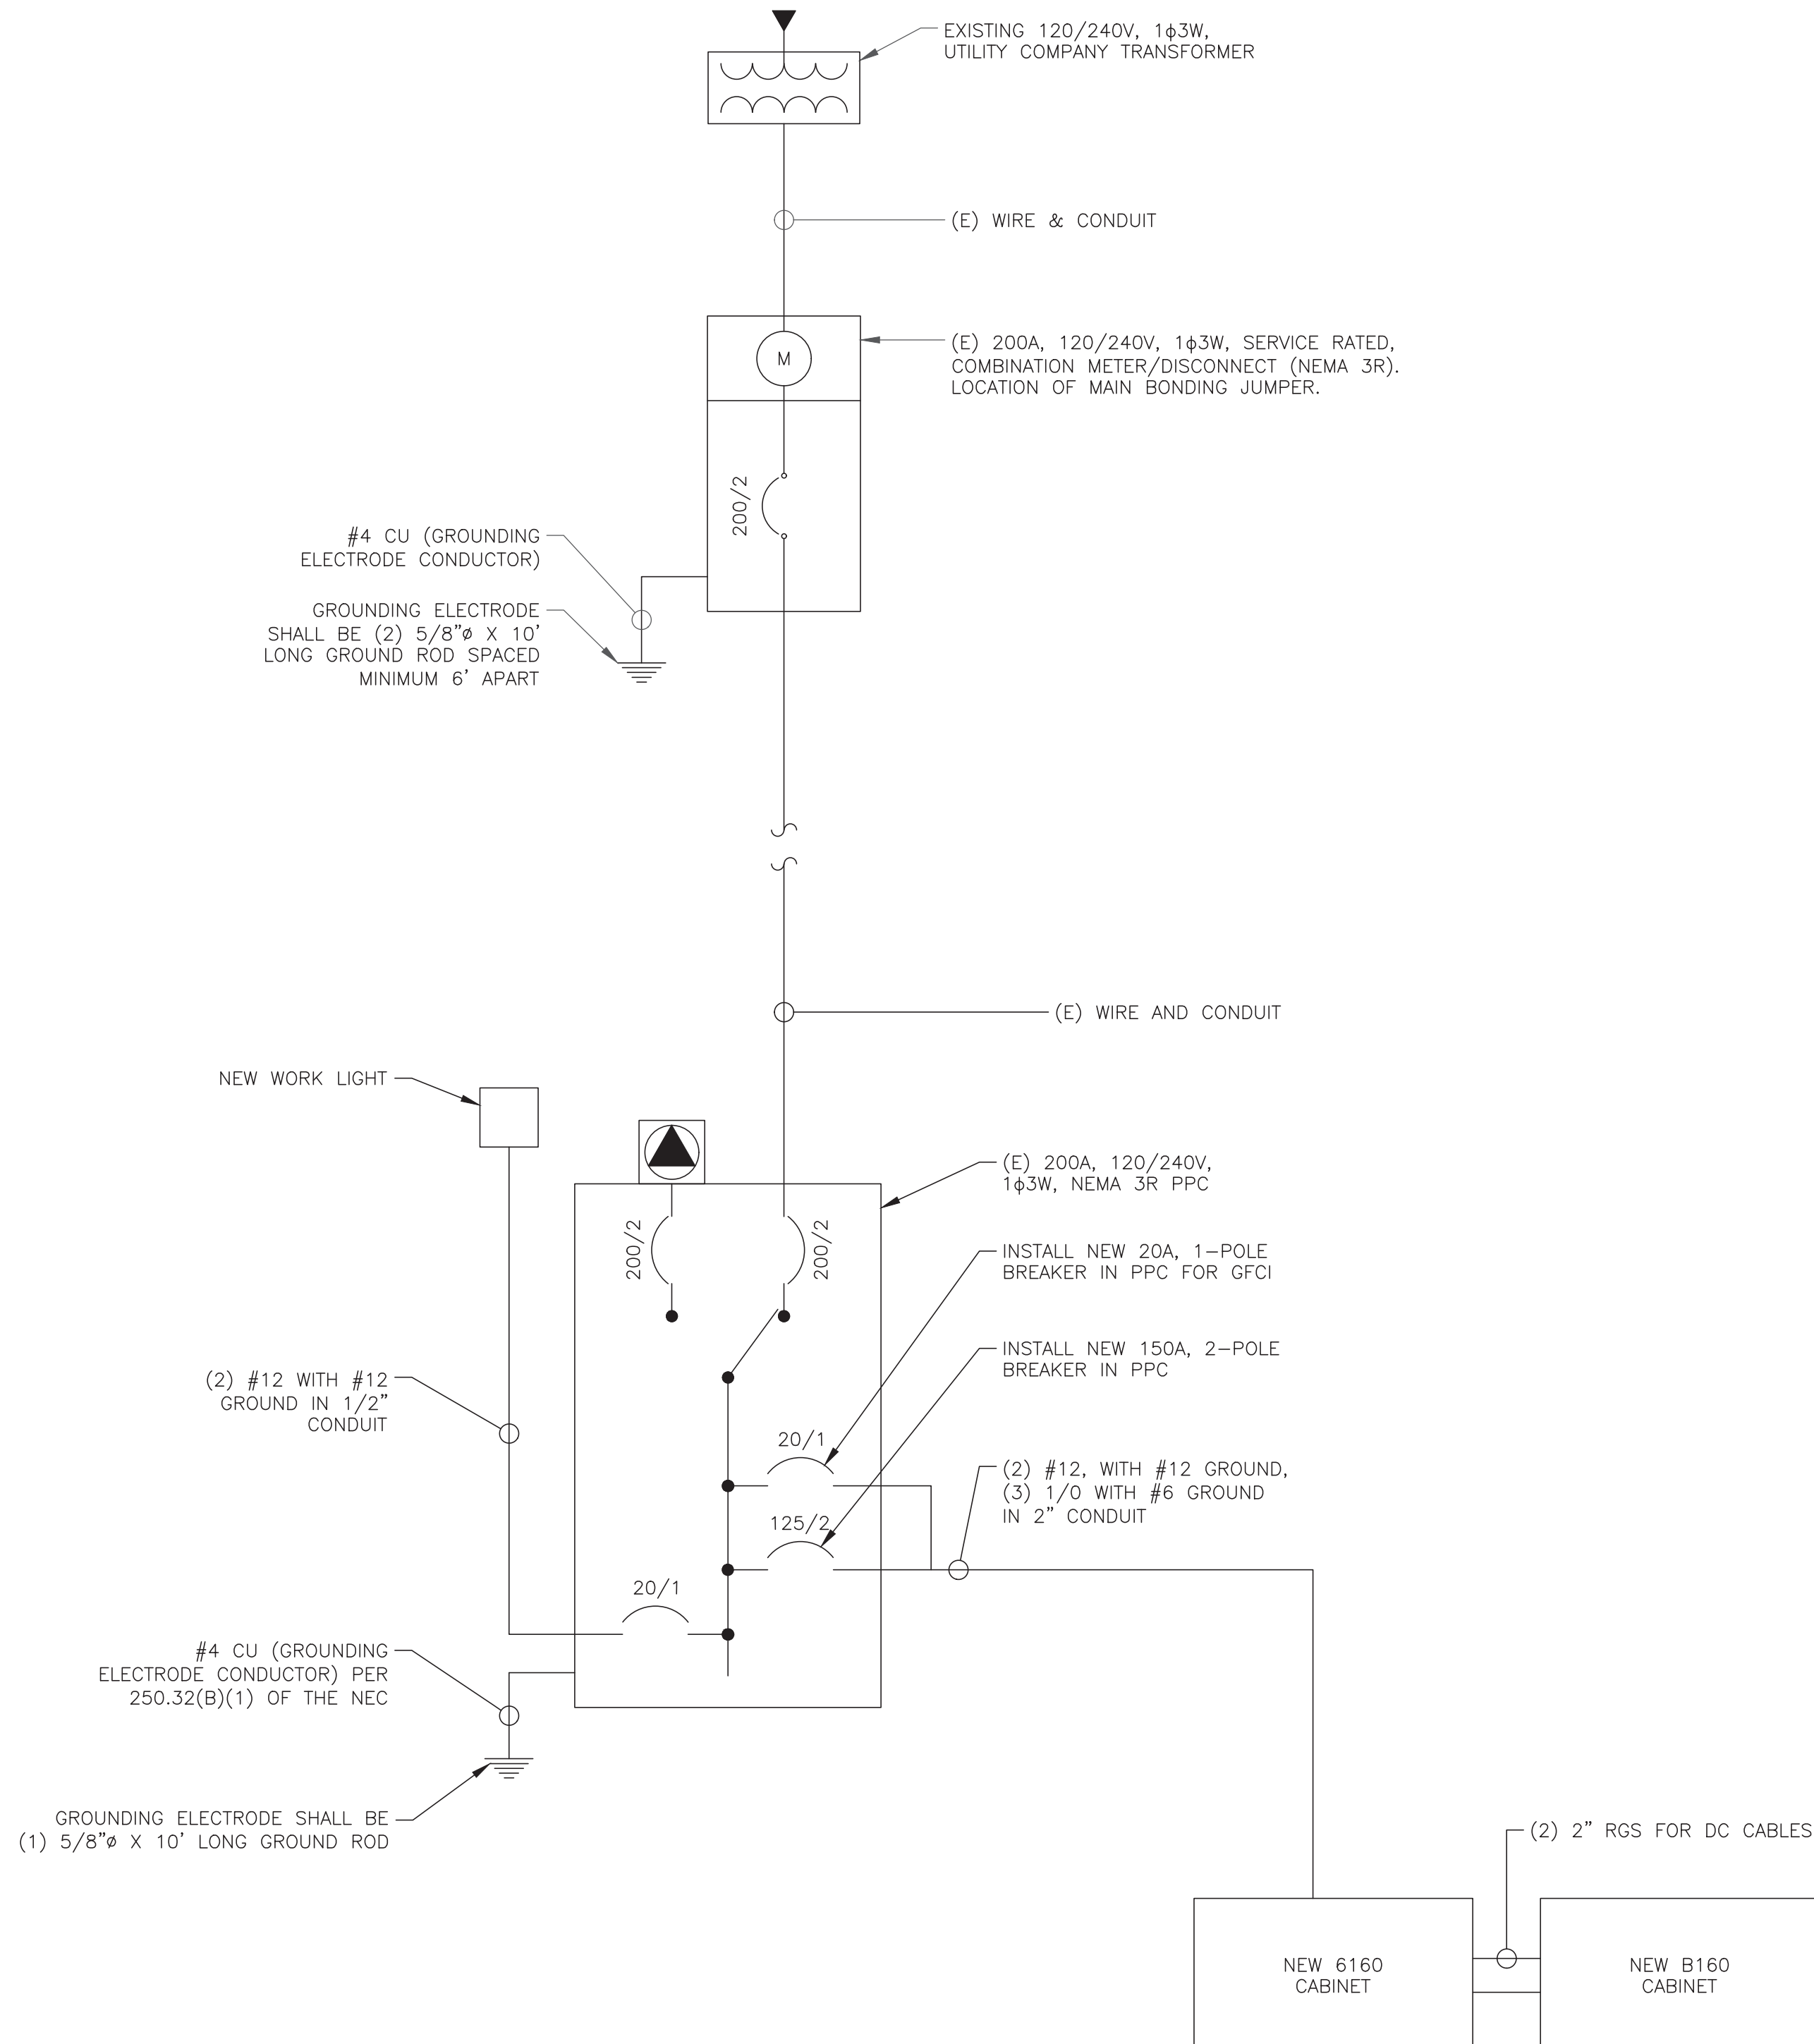 EXISTING 120/240V, 1ϕ3W,
UTILITY COMPANY TRANSFORMER
(E) WIRE & CONDUIT
M
(E) 200A, 120/240V, 1ϕ3W, SERVICE RATED,
COMBINATION METER/DISCONNECT (NEMA 3R).
LOCATION OF MAIN BONDING JUMPER.
200/2
#4 CU (GROUNDING
ELECTRODE CONDUCTOR)
GROUNDING ELECTRODE
SHALL BE (2) 5/8"ø X 10'
LONG GROUND ROD SPACED
MINIMUM 6' APART
(E) WIRE AND CONDUIT
NEW WORK LIGHT
(E) 200A, 120/240V,
1ϕ3W, NEMA 3R PPC
200/2
200/2
INSTALL NEW 20A, 1-POLE
BREAKER IN PPC FOR GFCI
INSTALL NEW 150A, 2-POLE
BREAKER IN PPC
(2) #12 WITH #12
GROUND IN 1/2"
CONDUIT
20/1
(2) #12, WITH #12 GROUND,
(3) 1/0 WITH #6 GROUND
IN 2" CONDUIT
125/2
20/1
#4 CU (GROUNDING
ELECTRODE CONDUCTOR) PER
250.32(B)(1) OF THE NEC
GROUNDING ELECTRODE SHALL BE
(1) 5/8"ø X 10' LONG GROUND ROD
(2) 2" RGS FOR DC CABLES
NEW 6160
CABINET
NEW B160
CABINET